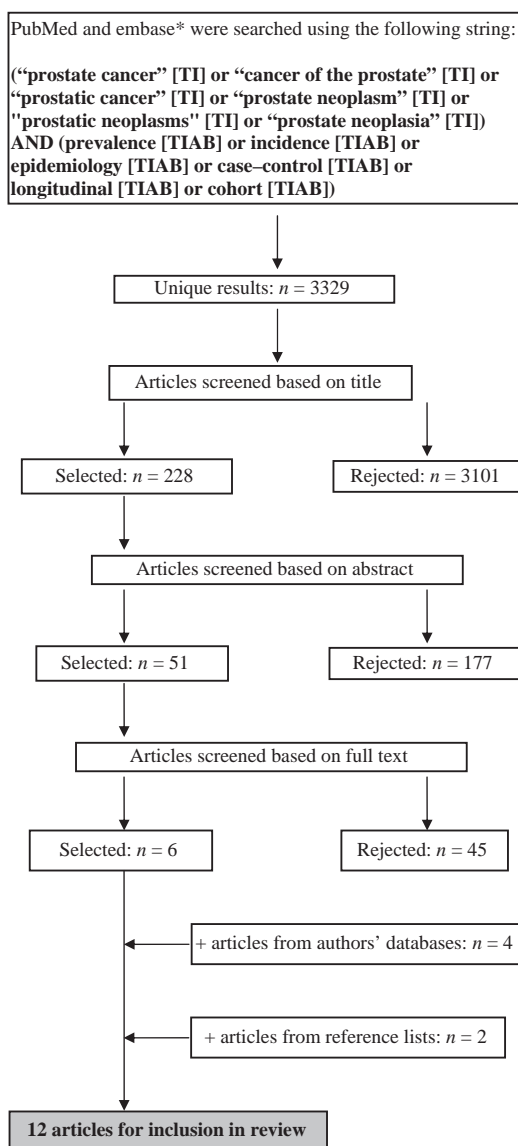 PubMed and embase* were searched using the following string:
(“prostate cancer” [TI] or “cancer of the prostate” [TI] or
“prostatic cancer” [TI] or “prostate neoplasm” [TI] or
"prostatic neoplasms" [TI] or “prostate neoplasia” [TI])
AND (prevalence [TIAB] or incidence [TIAB] or
epidemiology [TIAB] or case–control [TIAB] or
longitudinal [TIAB] or cohort [TIAB])
Unique results: n = 3329
Articles screened based on title
Selected: n = 228
Rejected: n = 3101
Articles screened based on abstract
Selected: n = 51
Rejected: n = 177
Articles screened based on full text
Selected: n = 6
Rejected: n = 45
+ articles from authors’ databases: n = 4
+ articles from reference lists: n = 2
12 articles for inclusion in review